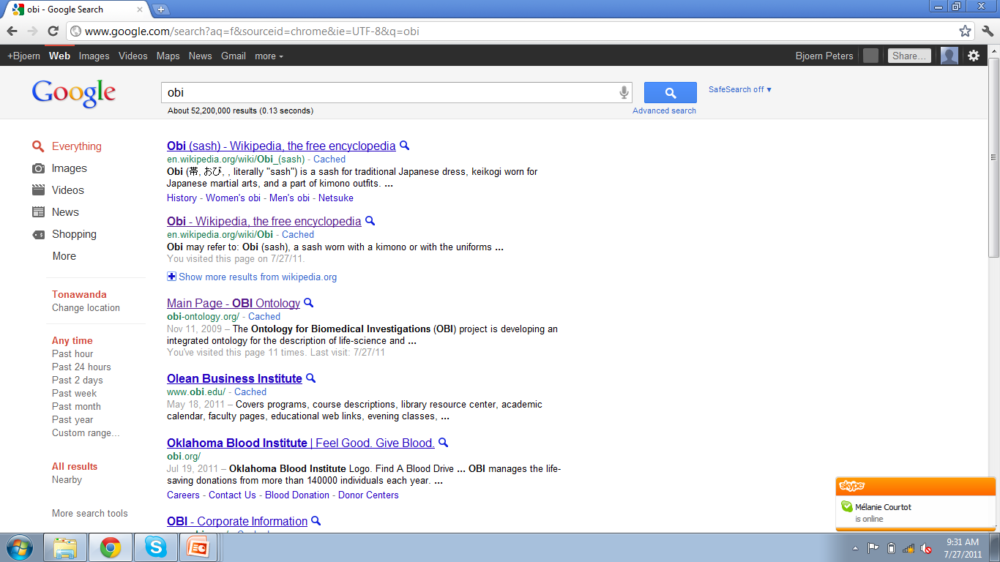 obi - Google Search
www.google.com/search?aq=f&sourceid=chrome&ie=UTF-8&q=obi
+Bjoern Web Images Videos Maps News Gmail more Bjoern Peters Share...
Google
obi
SafeSearch off ▼
About 52,200,000 results (0.13 seconds)
Advanced search
Everything
Images
Videos
News
Shopping
More
Tonawanda
Change location
Any time
Past hour
Past 24 hours
Past 2 days
Past week
Past month
Past year
Custom range...
All results
Nearby
More search tools
Obi (sash) - Wikipedia, the free encyclopedia
en.wikipedia.org/wiki/Obi_(sash) - Cached
Obi (帯, おび, , literally "sash") is a sash for traditional Japanese dress, keikogi worn for
Japanese martial arts, and a part of kimono outfits. ...
History - Women's obi - Men's obi - Netsuke
Obi - Wikipedia, the free encyclopedia
en.wikipedia.org/wiki/Obi - Cached
Obi may refer to: Obi (sash), a sash worn with a kimono or with the uniforms ...
You visited this page on 7/27/11.
Show more results from wikipedia.org
Main Page - OBI Ontology
obi-ontology.org/ - Cached
Nov 11, 2009 – The Ontology for Biomedical Investigations (OBI) project is developing an
integrated ontology for the description of life-science and ...
You've visited this page 11 times. Last visit: 7/27/11
Olean Business Institute
www.obi.edu/ - Cached
May 18, 2011 – Covers programs, course descriptions, library resource center, academic
calendar, faculty pages, educational web links, evening classes, ...
Oklahoma Blood Institute | Feel Good. Give Blood.
obi.org/
Jul 19, 2011 – Oklahoma Blood Institute Logo. Find A Blood Drive ... OBI manages the life-
saving donations from more than 140000 individuals each year. ...
Careers - Contact Us - Blood Donation - Donor Centers
OBI - Corporate Information
skype
Mélanie Courtot
is online
9:31 AM
7/27/2011